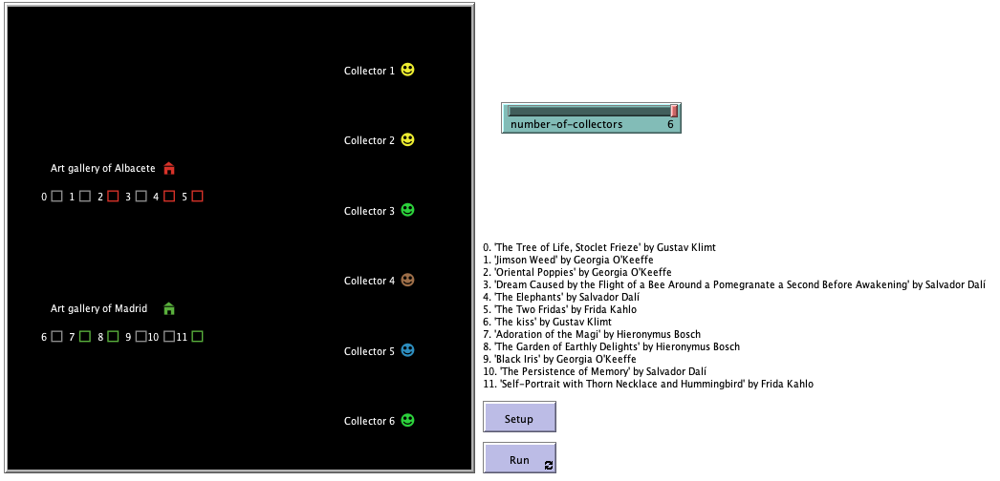 Collector 1
Collector 2
Art gallery of Albacete
0 1 2 3 4 5
Collector 3
Collector 4
Art gallery of Madrid
6 7 8 9 10 11
Collector 5
Collector 6
number-of-collectors 6
0. 'The Tree of Life, Stoclet Frieze' by Gustav Klimt
1. 'Jimson Weed' by Georgia O'Keeffe
2. 'Oriental Poppies' by Georgia O'Keeffe
3. 'Dream Caused by the Flight of a Bee Around a Pomegranate a Second Before Awakening' by Salvador Dalí
4. 'The Elephants' by Salvador Dalí
5. 'The Two Fridas' by Frida Kahlo
6. 'The kiss' by Gustav Klimt
7. 'Adoration of the Magi' by Hieronymus Bosch
8. 'The Garden of Earthly Delights' by Hieronymus Bosch
9. 'Black Iris' by Georgia O'Keeffe
10. 'The Persistence of Memory' by Salvador Dalí
11. 'Self-Portrait with Thorn Necklace and Hummingbird' by Frida Kahlo
Setup
Run